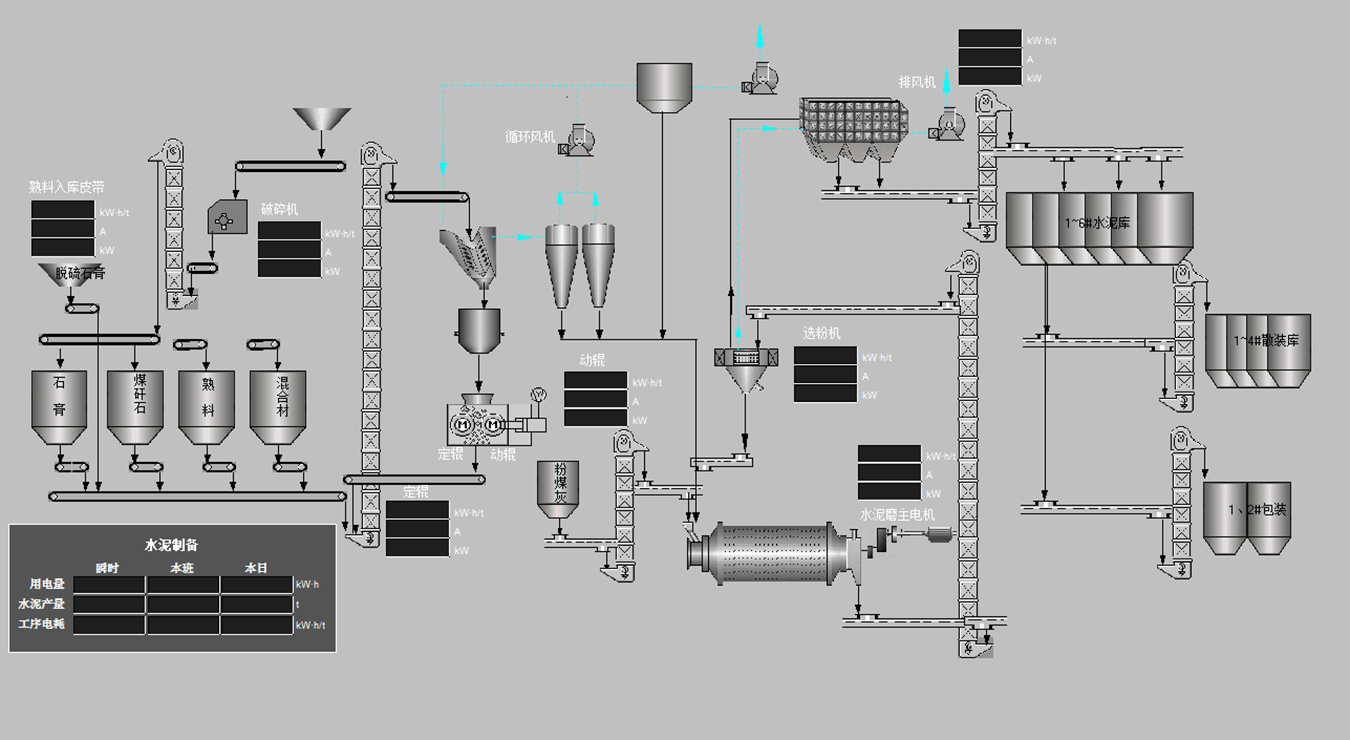 kW·h/t
A
kW
排风机
循环风机
熟料入库皮带
kW·h/t
A
kW
破碎机
kW·h/t
A
kW
脱硫石膏
1~6#水泥库
选粉机
kW·h/t
A
kW
1~4#散装库
动辊
kW·h/t
A
kW
石膏
煤矸石
熟料
混合材
M
M
定辊
动辊
粉煤灰
定辊
kW·h/t
A
kW
kW·h/t
A
kW
水泥磨主电机
1、2#包装
水泥制备
瞬时 本班 本日
用电量 kW·h
水泥产量 t
工序电耗 kW·h/t